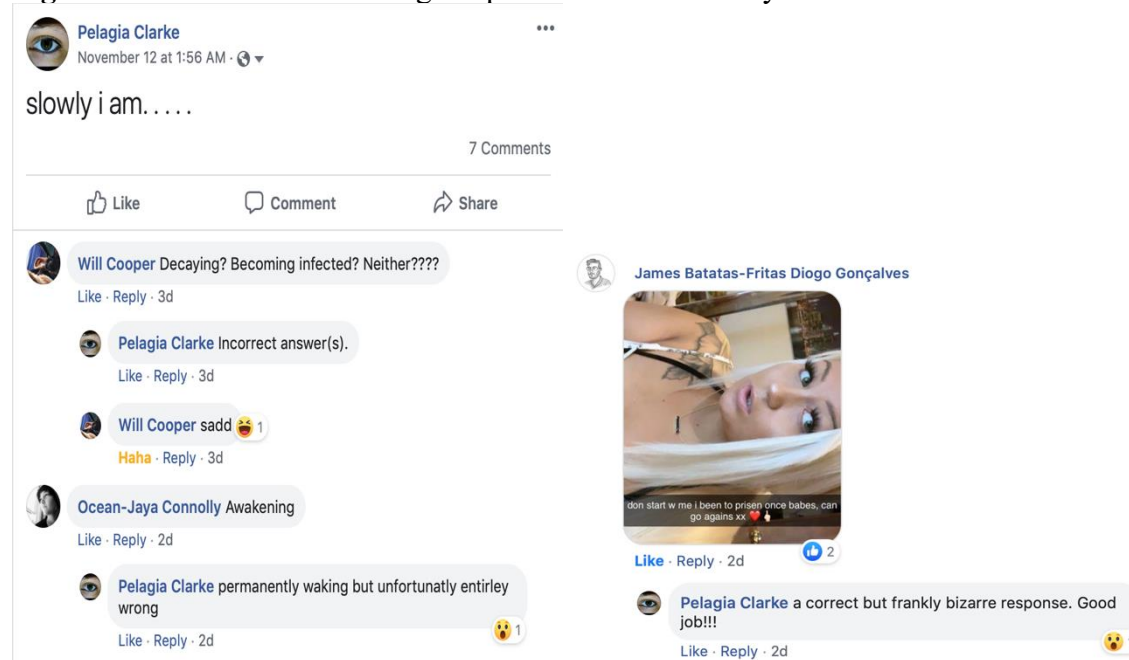 Pelagia Clarke
November 12 at 1:56 AM ·
slowly i am.....
7 Comments
Like Comment Share
Will Cooper Decaying? Becoming infected? Neither????
Like · Reply · 3d
Pelagia Clarke Incorrect answer(s).
Like · Reply · 3d
Will Cooper sadd 😆 1
Haha · Reply · 3d
Ocean-Jaya Connolly Awakening
Like · Reply · 2d
Pelagia Clarke permanently waking but unfortunatly entirley
wrong
😮 1
Like · Reply · 2d
James Batatas-Fritas Diogo Gonçalves
don start w me i been to prisen once babes, can
go agains xx ❤️👆🏻
2
Like · Reply · 2d
Pelagia Clarke a correct but frankly bizarre response. Good
job!!!
Like · Reply · 2d